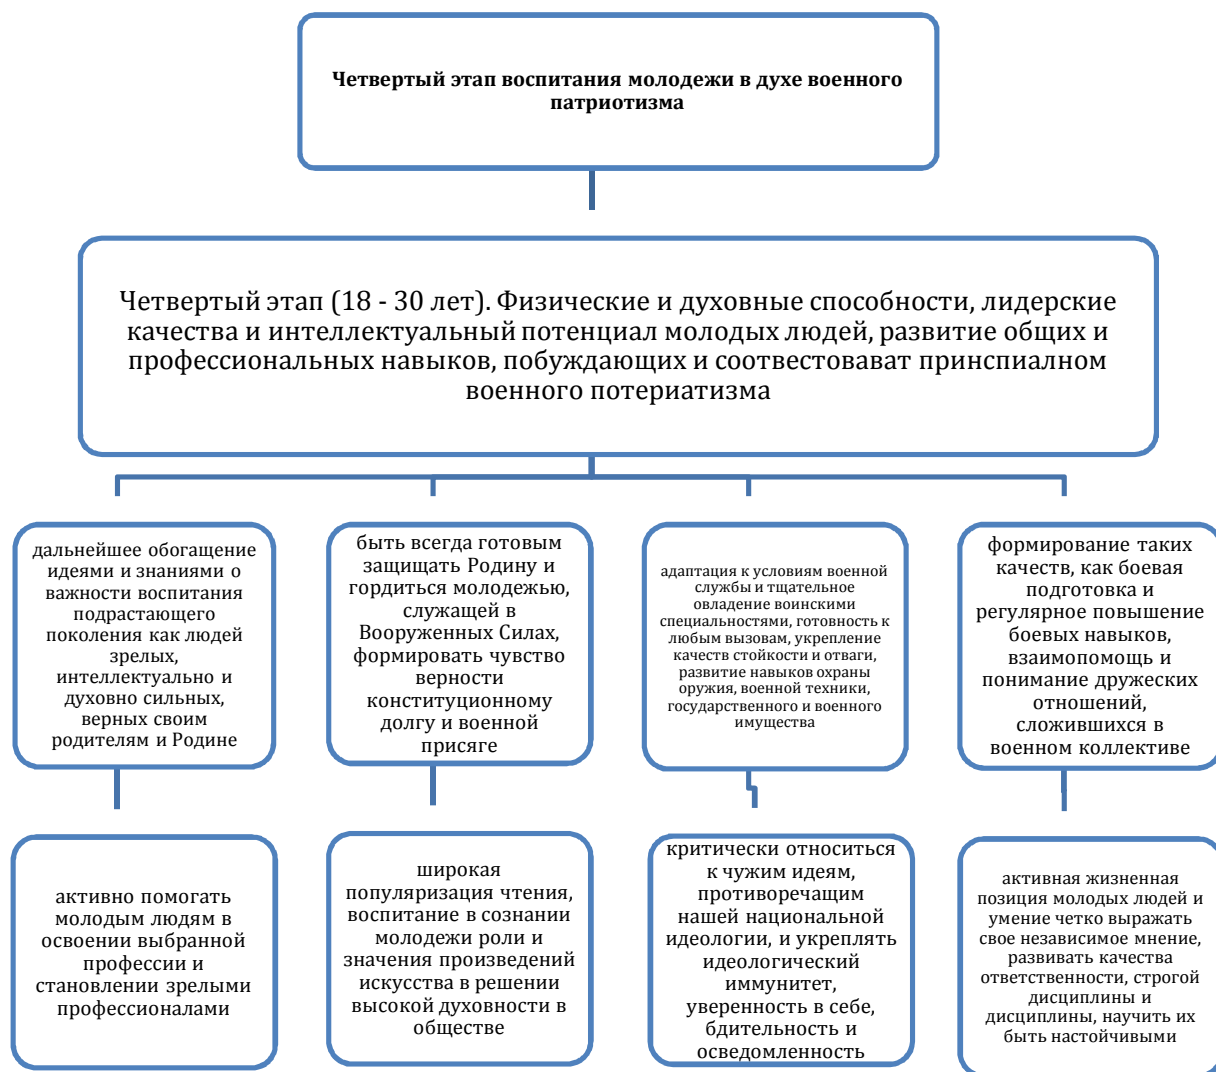 Четвертый этап воспитания молодежи в духе военного
патриотизма
Четвертый этап (18 - 30 лет). Физические и духовные способности, лидерские
качества и интеллектуальный потенциал молодых людей, развитие общих и
профессиональных навыков, побуждающих и соотвестовават принспиалном
военного потериатизма
дальнейшее обогащение
идеями и знаниями о
важности воспитания
подрастающего
поколения как людей
зрелых,
интеллектуально и
духовно сильных,
верных своим
родителям и Родине
быть всегда готовым
защищать Родину и
гордиться молодежью,
служащей в
Вооруженных Силах,
формировать чувство
верности
конституционному
долгу и военной
присяге
адаптация к условиям военной
службы и тщательное
овладение воинскими
специальностями, готовность к
любым вызовам, укрепление
качеств стойкости и отваги,
развитие навыков охраны
оружия, военной техники,
государственного и военного
имущества
формирование таких
качеств, как боевая
подготовка и
регулярное повышение
боевых навыков,
взаимопомощь и
понимание дружеских
отношений,
сложившихся в
военном коллективе
активно помогать
молодым людям в
освоении выбранной
профессии и
становлении зрелыми
профессионалами
широкая
популяризация чтения,
воспитание в сознании
молодежи роли и
значения произведений
искусства в решении
высокой духовности в
обществе
критически относиться
к чужим идеям,
противоречащим
нашей национальной
идеологии, и укреплять
идеологический
иммунитет,
уверенность в себе,
бдительность и
осведомленность
активная жизненная
позиция молодых людей и
умение четко выражать
свое независимое мнение,
развивать качества
ответственности, строгой
дисциплины и
дисциплины, научить их
быть настойчивыми